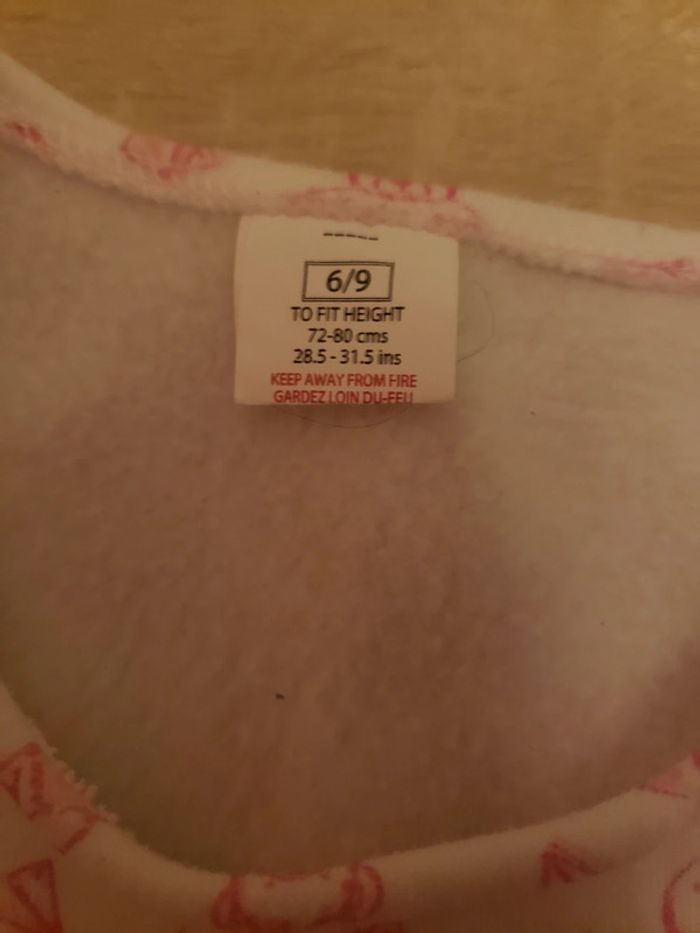 6/9
TO FIT HEIGHT
72-80 cms
28.5 - 31.5 ins
KEEP AWAY FROM FIRE
GARDEZ LOIN DU-FEU